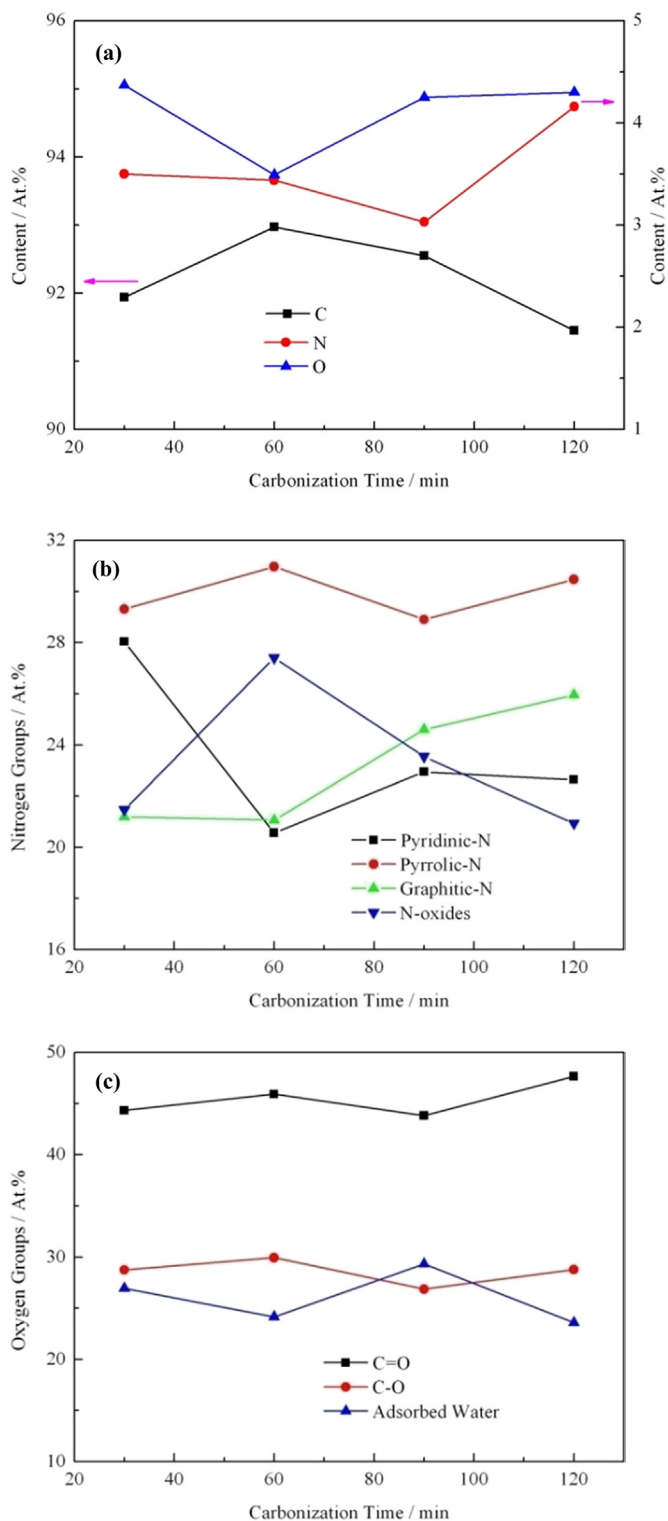 (a)
96
94
92
90
Content / At.%
5
4
3
2
1
Content / At.%
C
N
O
20 40 60 80 100 120
Carbonization Time / min
(b)
32
28
24
20
16
Nitrogen Groups / At.%
Pyridinic-N
Pyrrolic-N
Graphitic-N
N-oxides
20 40 60 80 100 120
Carbonization Time / min
(c)
50
40
30
20
10
Oxygen Groups / At.%
C=O
C-O
Adsorbed Water
20 40 60 80 100 120
Carbonization Time / min